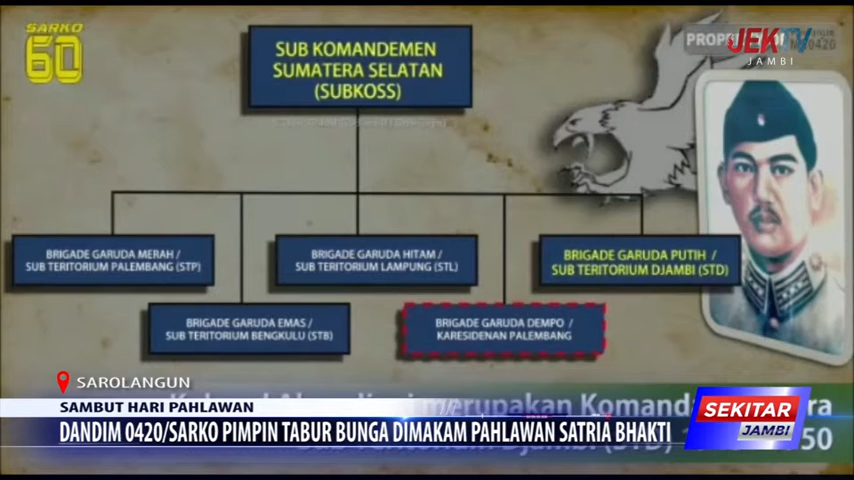 SARKO
60
SUB KOMANDEMEN
SUMATERA SELATAN
(SUBKOSS)
JEKTV
JAMBI
BRIGADE GARUDA MERAH /
SUB TERITORIUM PALEMBANG (STP)
BRIGADE GARUDA HITAM /
SUB TERITORIUM LAMPUNG (STL)
BRIGADE GARUDA PUTIH /
SUB TERITORIUM DJAMBI (STD)
BRIGADE GARUDA EMAS /
SUB TERITORIUM BENGKULU (STB)
BRIGADE GARUDA DEMPO /
KARESIDENAN PALEMBANG
SAROLANGUN
merupakan Komanda
SAMBUT HARI PAHLAWAN
DANDIM 0420/SARKO PIMPIN TABUR BUNGA DIMAKAM PAHLAWAN SATRIA BHAKTI
SEKITAR
JAMBI
50